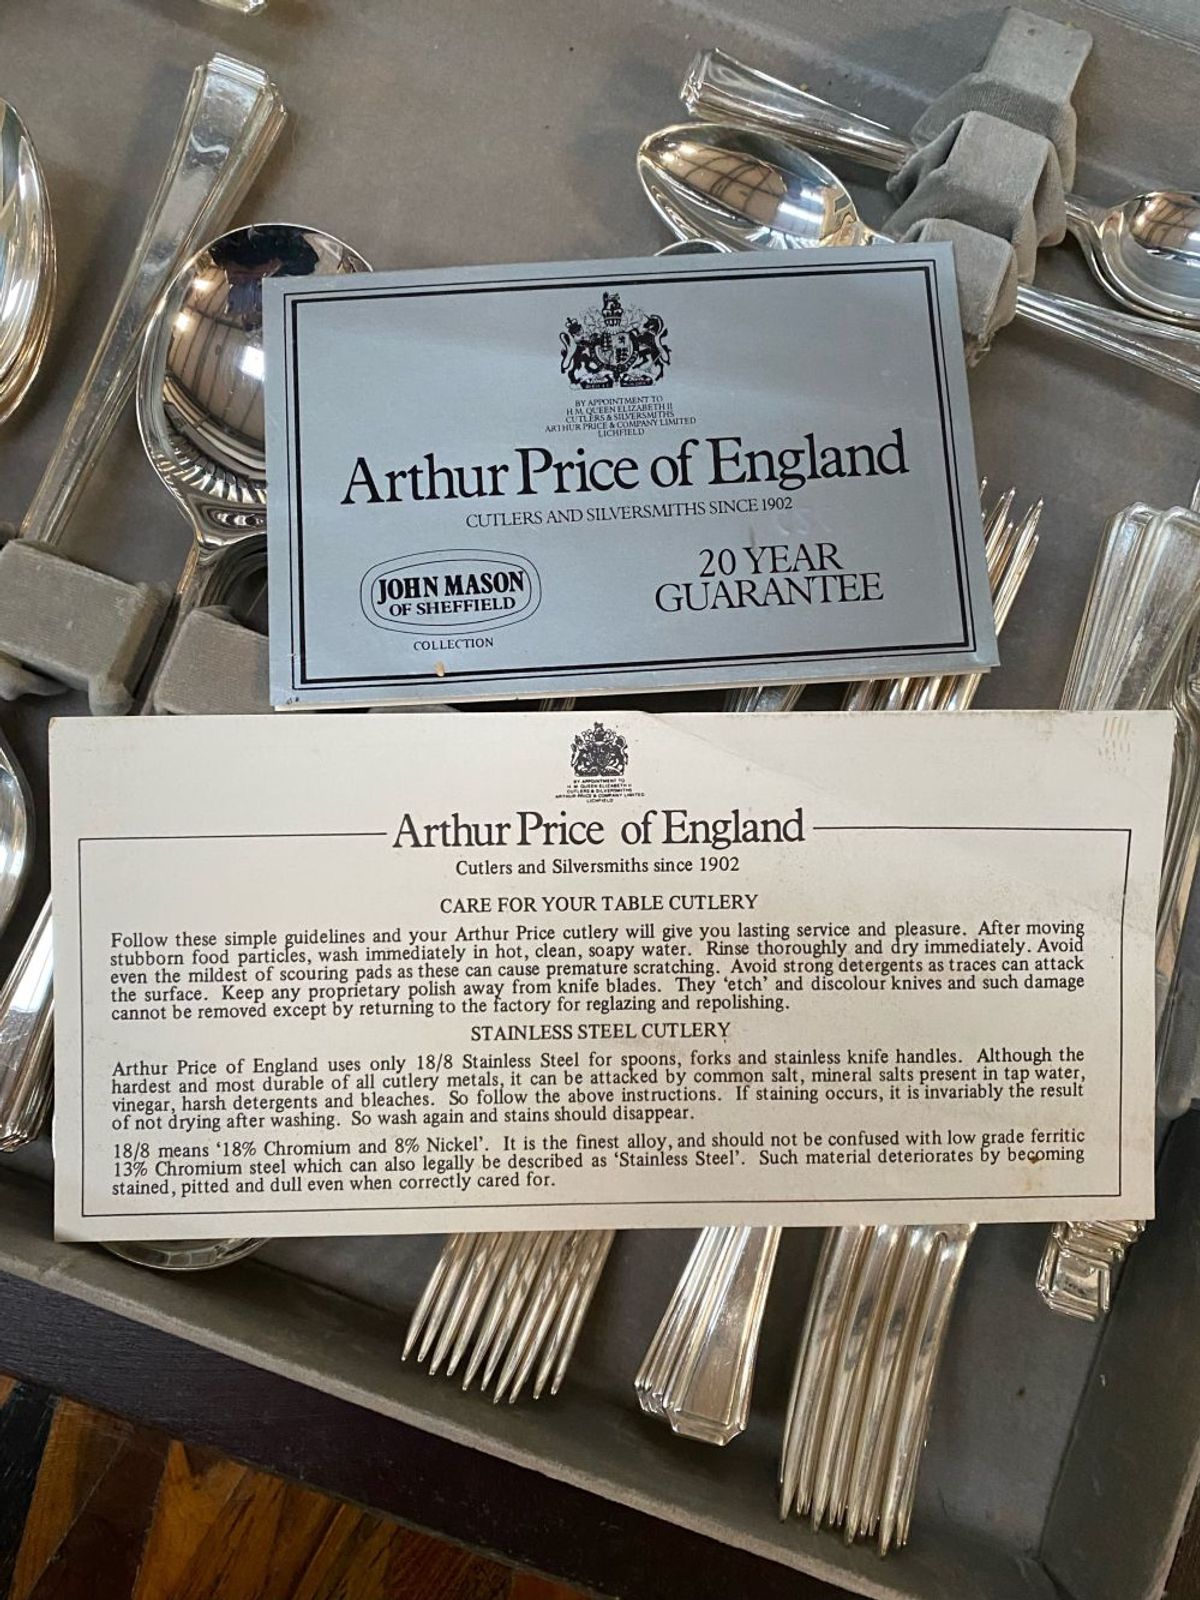 BY APPOINTMENT TO
H.M. QUEEN ELIZABETH II
CUTLERS & SILVERSMITHS
ARTHUR PRICE & COMPANY LIMITED
LICHFIELD
Arthur Price of England
CUTLERS AND SILVERSMITHS SINCE 1902
JOHN MASON
OF SHEFFIELD
COLLECTION
20 YEAR
GUARANTEE
BY APPOINTMENT TO
H. M. QUEEN ELIZABETH II
CUTLERS & SILVERSMITHS
ARTHUR PRICE & COMPANY LIMITED
LICHFIELD
Arthur Price of England
Cutlers and Silversmiths since 1902
CARE FOR YOUR TABLE CUTLERY
Follow these simple guidelines and your Arthur Price cutlery will give you lasting service and pleasure. After moving
stubborn food particles, wash immediately in hot, clean, soapy water. Rinse thoroughly and dry immediately. Avoid
even the mildest of scouring pads as these can cause premature scratching. Avoid strong detergents as traces can attack
the surface. Keep any proprietary polish away from knife blades. They 'etch' and discolour knives and such damage
cannot be removed except by returning to the factory for reglazing and repolishing.
STAINLESS STEEL CUTLERY
Arthur Price of England uses only 18/8 Stainless Steel for spoons, forks and stainless knife handles. Although the
hardest and most durable of all cutlery metals, it can be attacked by common salt, mineral salts present in tap water,
vinegar, harsh detergents and bleaches. So follow the above instructions. If staining occurs, it is invariably the result
of not drying after washing. So wash again and stains should disappear.
18/8 means '18% Chromium and 8% Nickel'. It is the finest alloy, and should not be confused with low grade ferritic
13% Chromium steel which can also legally be described as 'Stainless Steel'. Such material deteriorates by becoming
stained, pitted and dull even when correctly cared for.